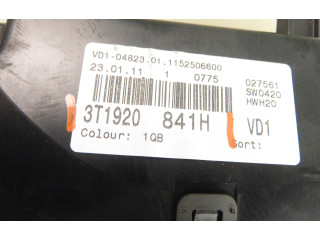 VD1-04823.01.1152506600
23.01.11 1 0775 027561
SW0420
HWH20
3T1920 841H VD1
Colour: 1QB Sort: